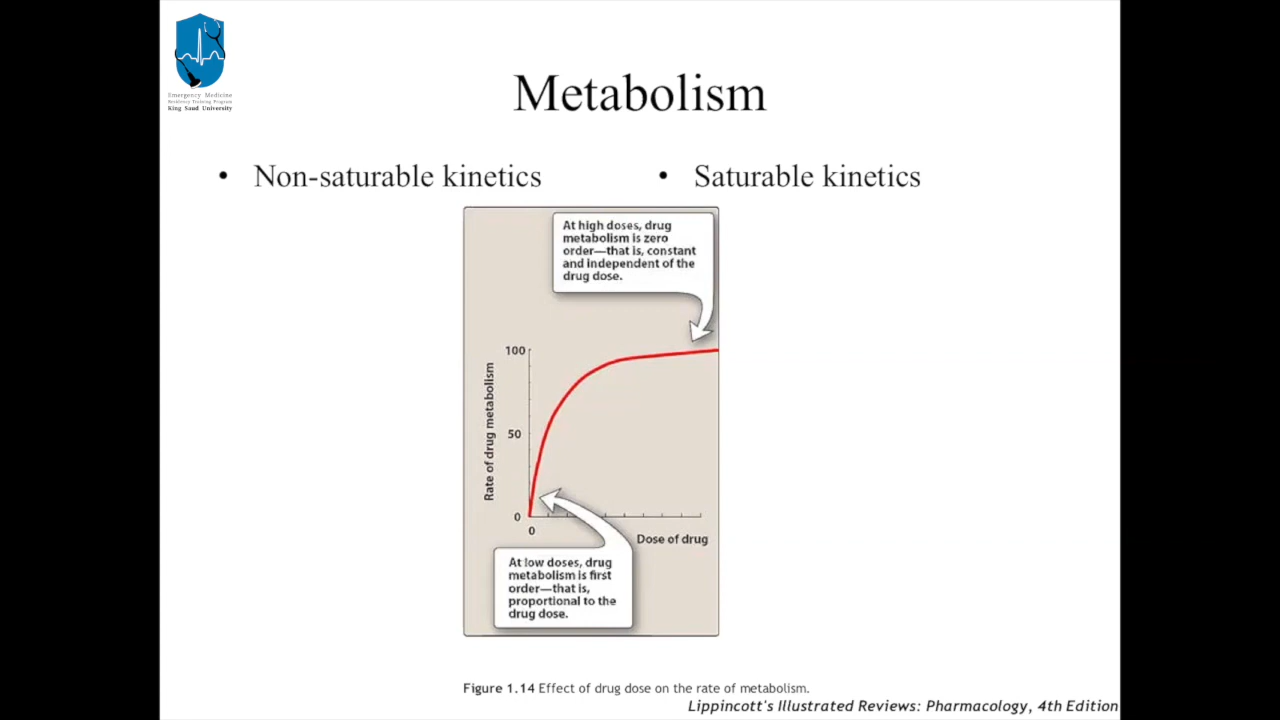 Emergency Medicine
Residency Training Program
King Saud University
Metabolism
• Non-saturable kinetics
• Saturable kinetics
At high doses, drug
metabolism is zero
order—that is, constant
and independent of the
drug dose.
Rate of drug metabolism
100
50
0
0
Dose of drug
At low doses, drug
metabolism is first
order—that is,
proportional to the
drug dose.
Figure 1.14 Effect of drug dose on the rate of metabolism.
Lippincott's Illustrated Reviews: Pharmacology, 4th Edition